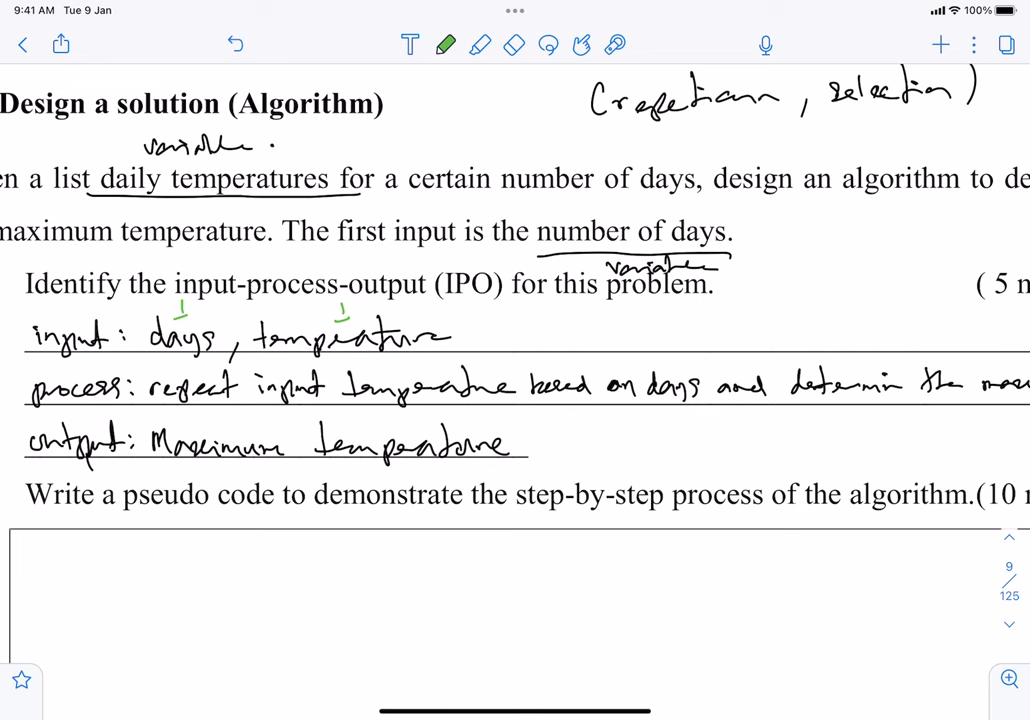 9:41 AM Tue 9 Jan
100%
(repetiann, selection)
Design a solution (Algorithm)
variable.
en a list daily temperatures for a certain number of days, design an algorithm to de
maximum temperature. The first input is the number of days.
variable
Identify the input-process-output (IPO) for this problem. ( 5 m
1 1
input: days, temperature
process: repeat input temperature based on days and determin the max
output: Maximum temperature
Write a pseudo code to demonstrate the step-by-step process of the algorithm.(10 m
9
125